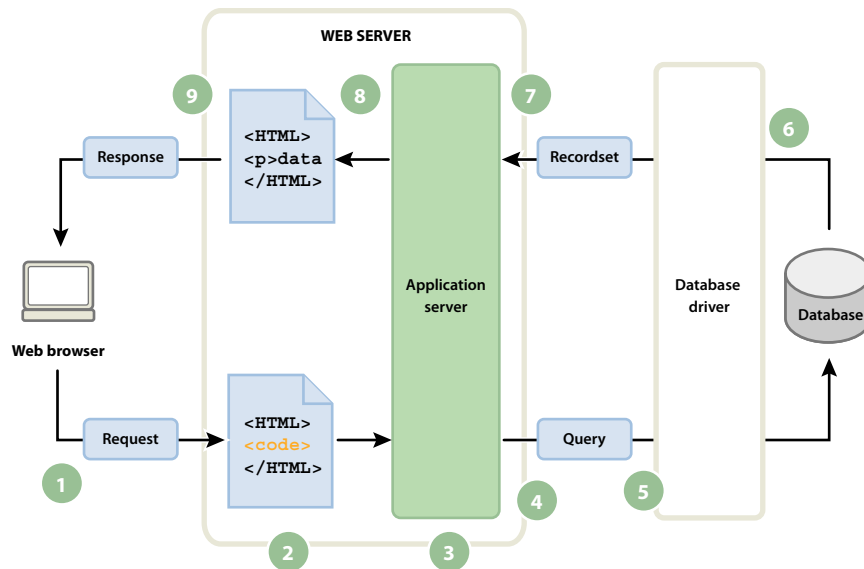 WEB SERVER
9
8
7
6
<HTML>
<p>data
</HTML>
Response
Recordset
Application
server
Database
driver
Database
Web browser
<HTML>
<code>
</HTML>
Request
Query
1
2
3
4
5